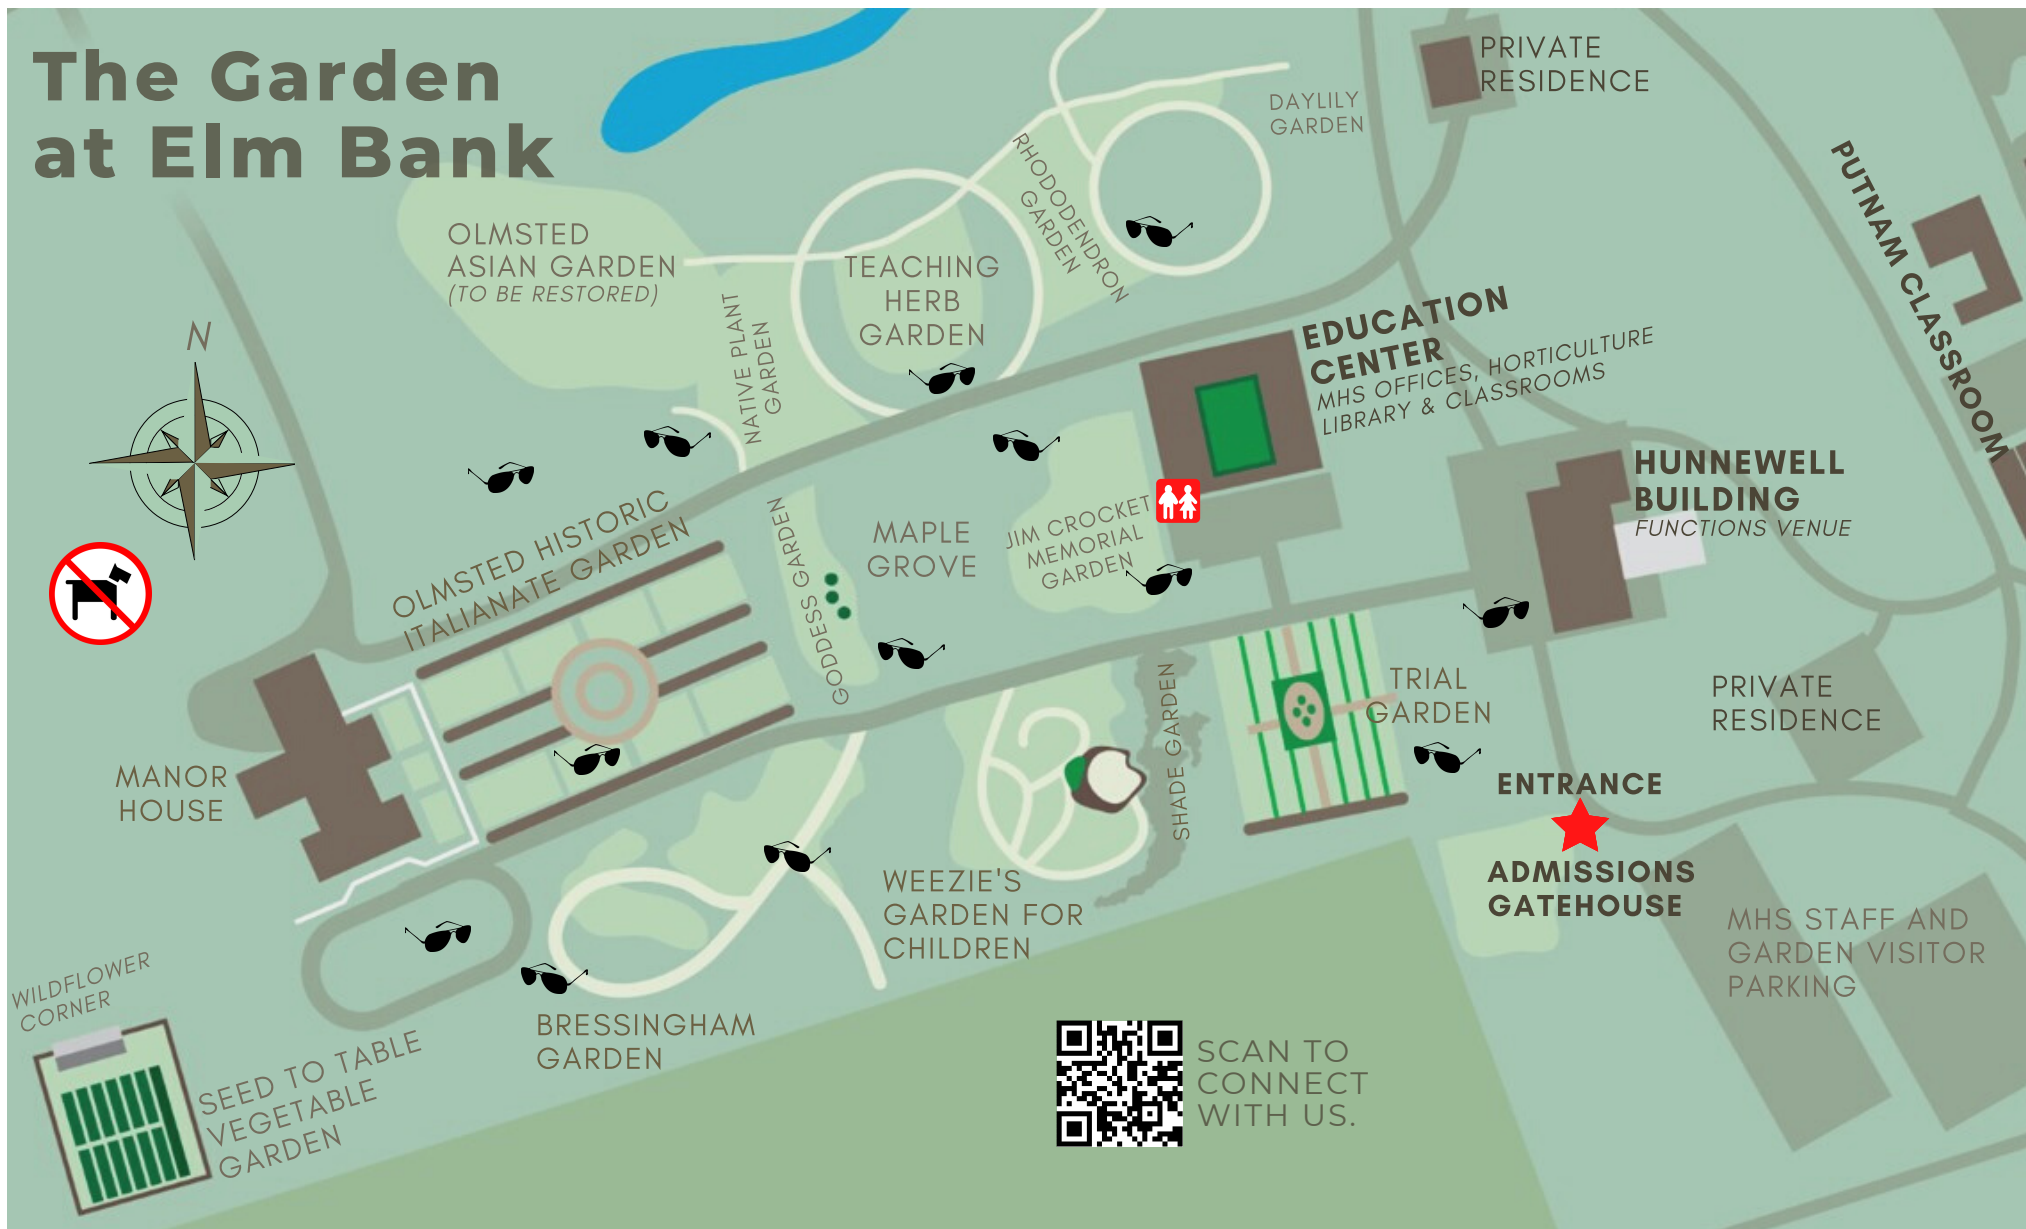 The Garden
at Elm Bank
PRIVATE
RESIDENCE
DAYLILY
GARDEN
RHODODENDRON
GARDEN
PUTNAM CLASSROOM
OLMSTED
ASIAN GARDEN
(TO BE RESTORED)
TEACHING
HERB
GARDEN
NATIVE PLANT
GARDEN
N
EDUCATION
CENTER
MHS OFFICES, HORTICULTURE
LIBRARY & CLASSROOMS
HUNNEWELL
BUILDING
FUNCTIONS VENUE
OLMSTED HISTORIC
ITALIANATE GARDEN
GODDESS GARDEN
MAPLE
GROVE
JIM CROCKET
MEMORIAL
GARDEN
SHADE GARDEN
TRIAL
GARDEN
PRIVATE
RESIDENCE
MANOR
HOUSE
ENTRANCE
ADMISSIONS
GATEHOUSE
WEEZIE'S
GARDEN FOR
CHILDREN
MHS STAFF AND
GARDEN VISITOR
PARKING
WILDFLOWER
CORNER
BRESSINGHAM
GARDEN
SEED TO TABLE
VEGETABLE
GARDEN
SCAN TO
CONNECT
WITH US.